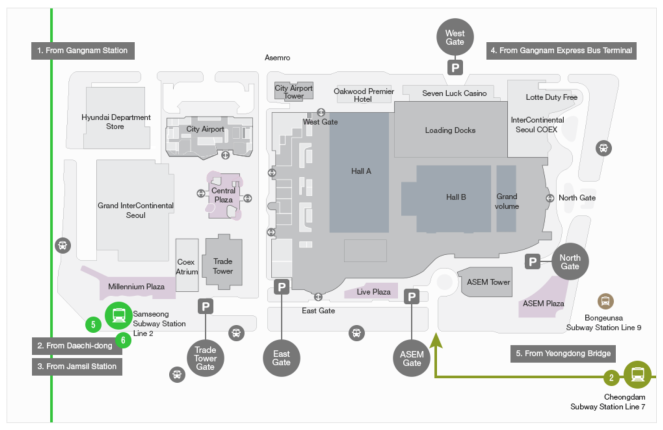 West
Gate
P
1. From Gangnam Station
4. From Gangnam Express Bus Terminal
Asemro
City Airport
Tower
Oakwood Premier
Hotel
Seven Luck Casino
Lotte Duty Free
Hyundai Department
Store
City Airport
West Gate
Loading Docks
InterContinental
Seoul COEX
Hall A
Central
Plaza
Hall B
Grand
volume
North Gate
Grand InterContinental
Seoul
Coex
Atrium
Trade
Tower
P
North
Gate
Millennium Plaza
P
Live Plaza
P
ASEM Tower
ASEM Plaza
P
East Gate
5
Samseong
Subway Station
Line 2
6
Bongeunsa
Subway Station Line 9
2. From Daechi-dong
3. From Jamsil Station
Trade
Tower
Gate
East
Gate
ASEM
Gate
5. From Yeongdong Bridge
2
Cheongdam
Subway Station Line 7